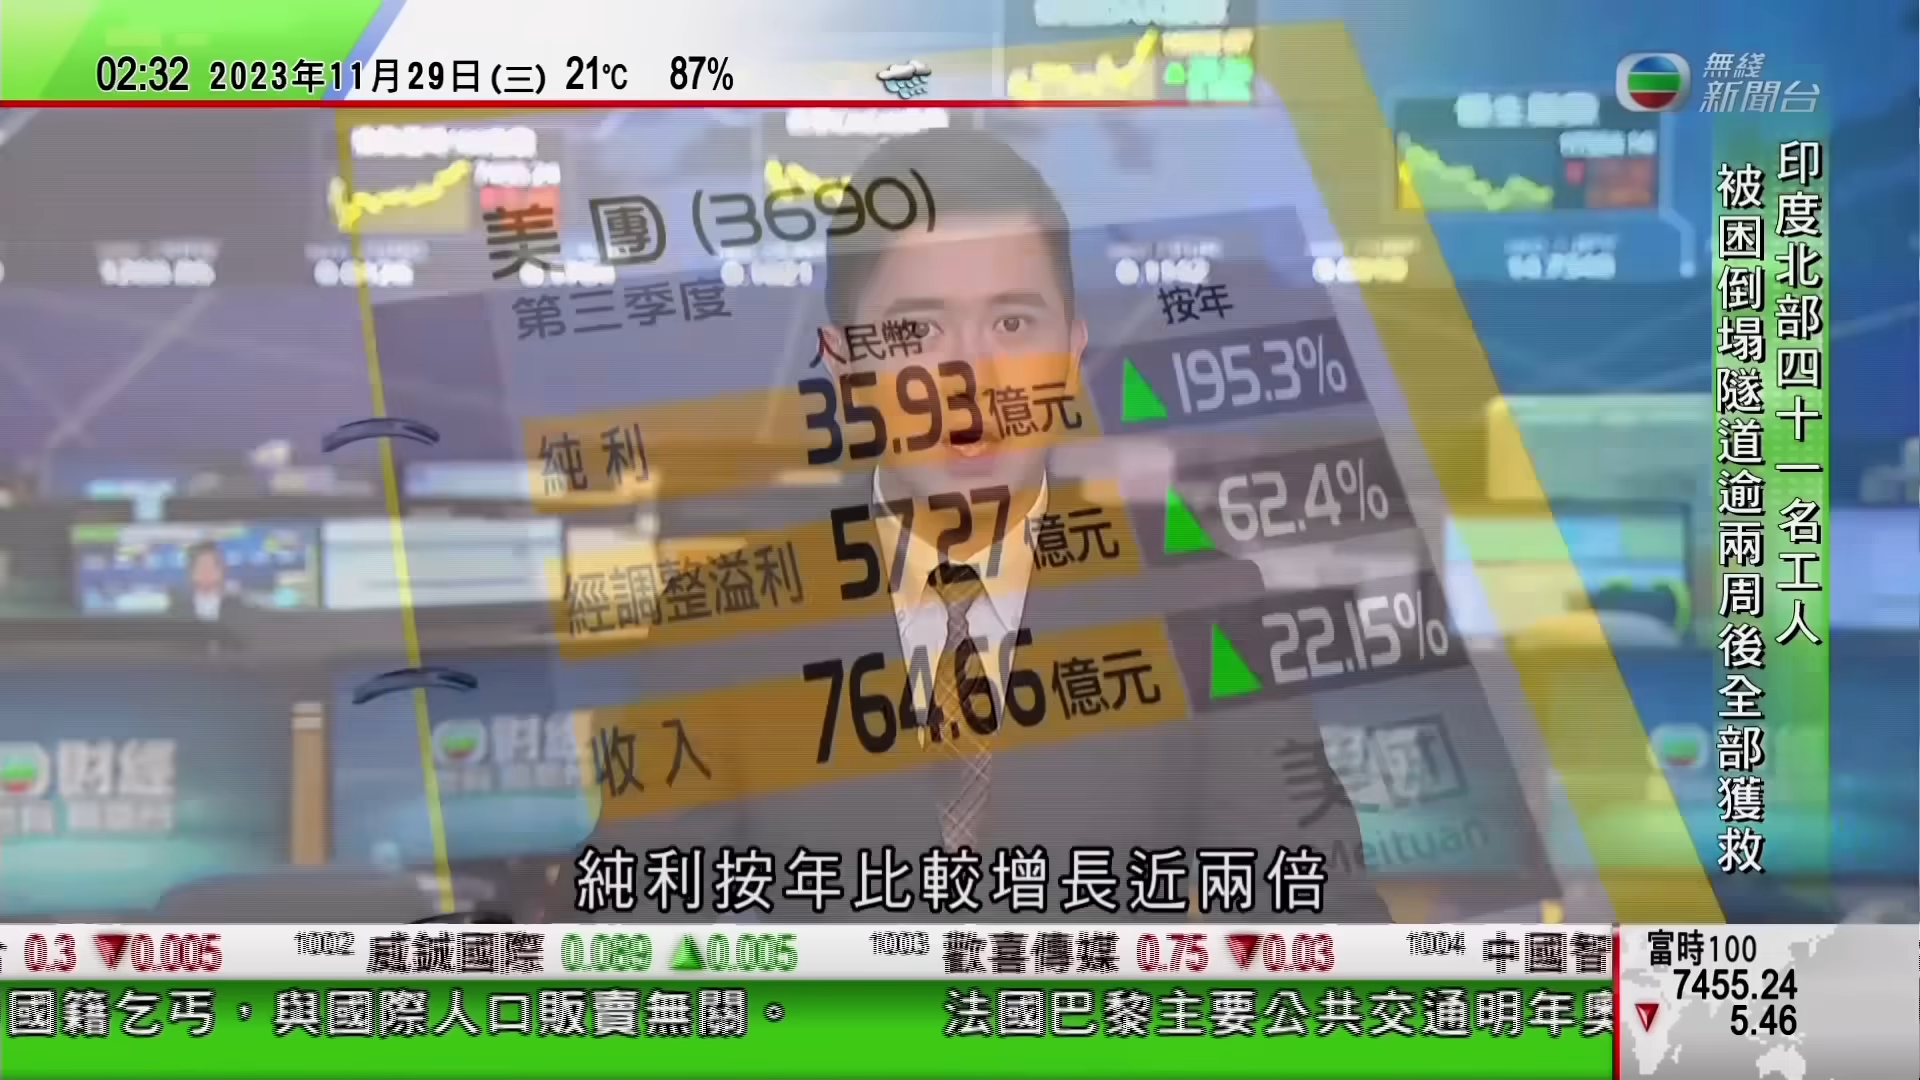 02:32 2023年11月29日(三) 21℃ 87%
無綫
新聞台
印度北部四十一名工人
被困倒塌隧道逾兩周後全部獲救
美團(3690)
第三季度
人民幣 按年
純利 35.93億元 ▲195.3%
經調整溢利 57.27億元 ▲62.4%
收入 764.66億元 ▲22.15%
美团
Meituan
財經
財經
純利按年比較增長近兩倍
0.3 ▼0.005 1002 威鋮國際 0.089 ▲0.005 1003 歡喜傳媒 0.75 ▼0.03 1004 中國智
國籍乞丐，與國際人口販賣無關。 法國巴黎主要公共交通明年奧
富時100
7455.24
▼ 5.46